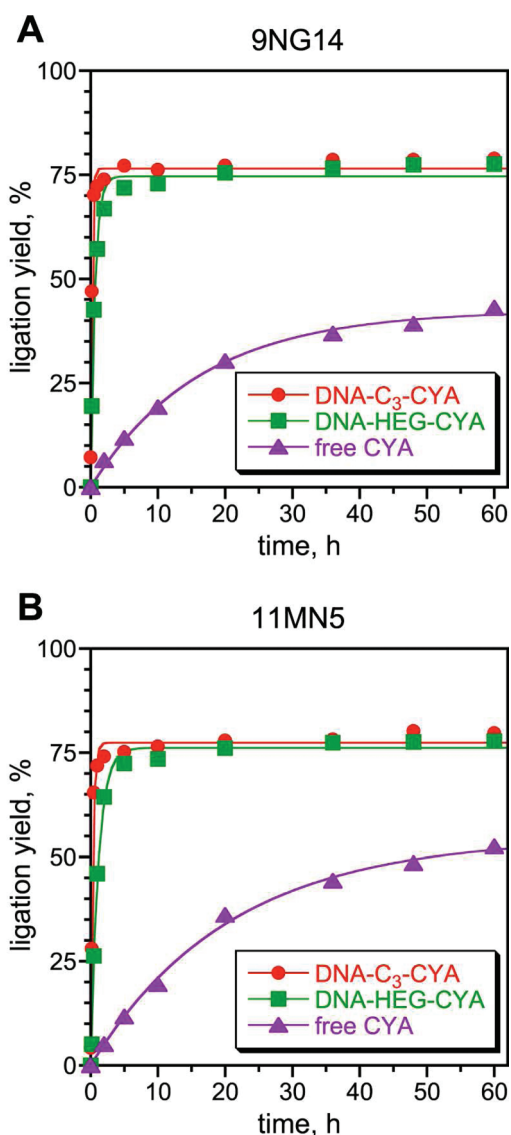 A
9NG14
100
75
50
25
0
ligation yield, %
DNA-C₃-CYA
DNA-HEG-CYA
free CYA
0 10 20 30 40 50 60
time, h
B
11MN5
100
75
50
25
0
ligation yield, %
DNA-C₃-CYA
DNA-HEG-CYA
free CYA
0 10 20 30 40 50 60
time, h